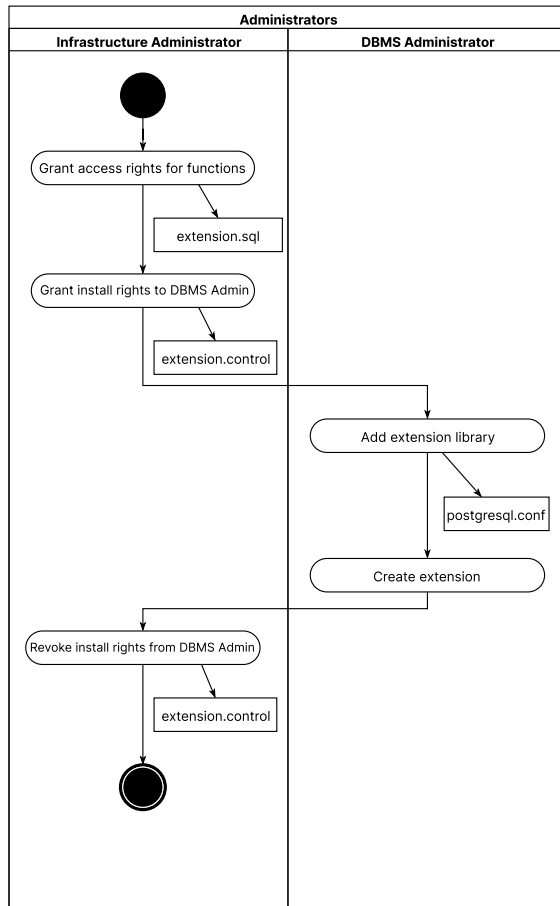 Administrators
Infrastructure Administrator
DBMS Administrator
Grant access rights for functions
extension.sql
Grant install rights to DBMS Admin
extension.control
Add extension library
postgresql.conf
Create extension
Revoke install rights from DBMS Admin
extension.control